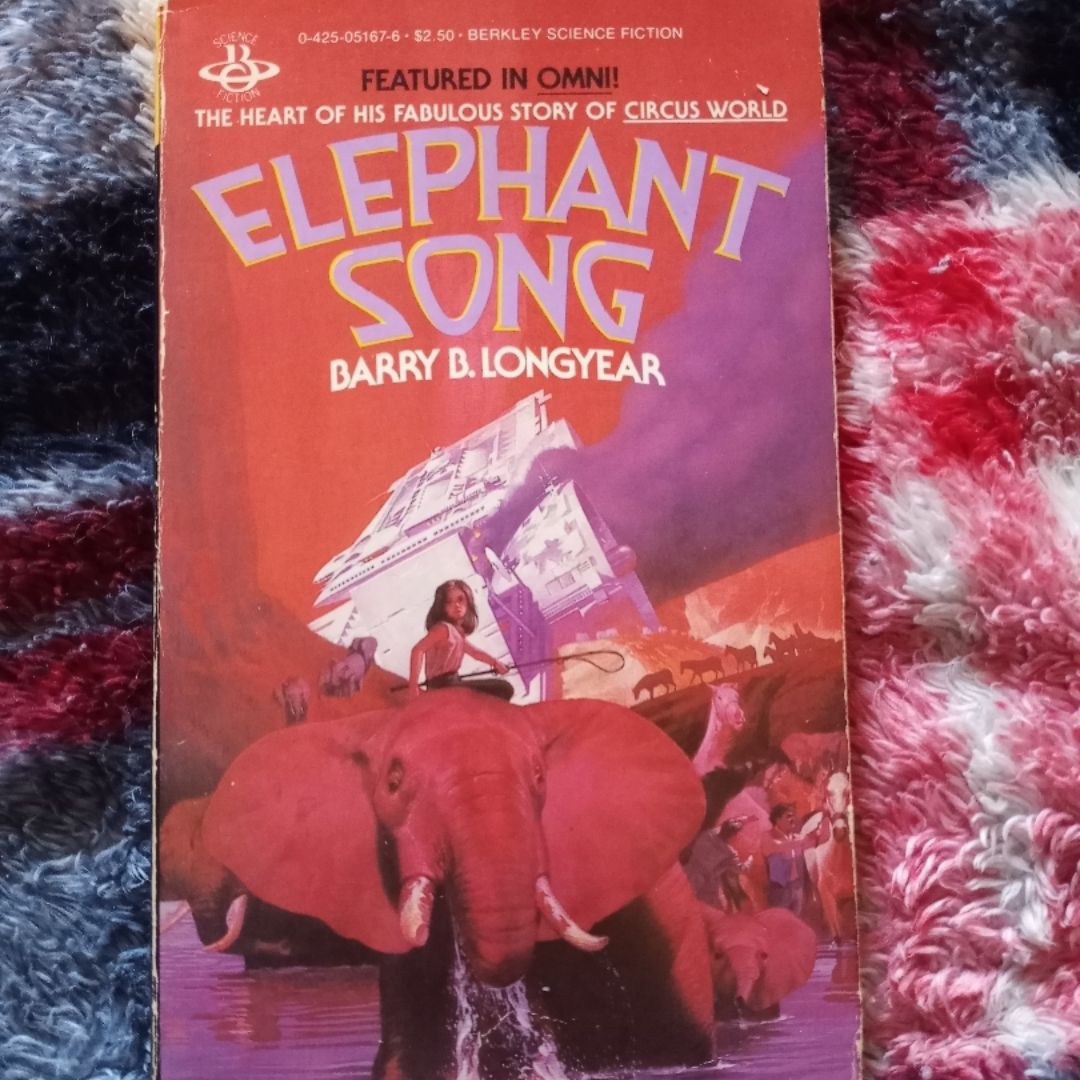 SCIENCE
B
FICTION
0-425-05167-6 • $2.50 • BERKLEY SCIENCE FICTION
FEATURED IN OMNI!
THE HEART OF HIS FABULOUS STORY OF CIRCUS WORLD
ELEPHANT
SONG
BARRY B. LONGYEAR